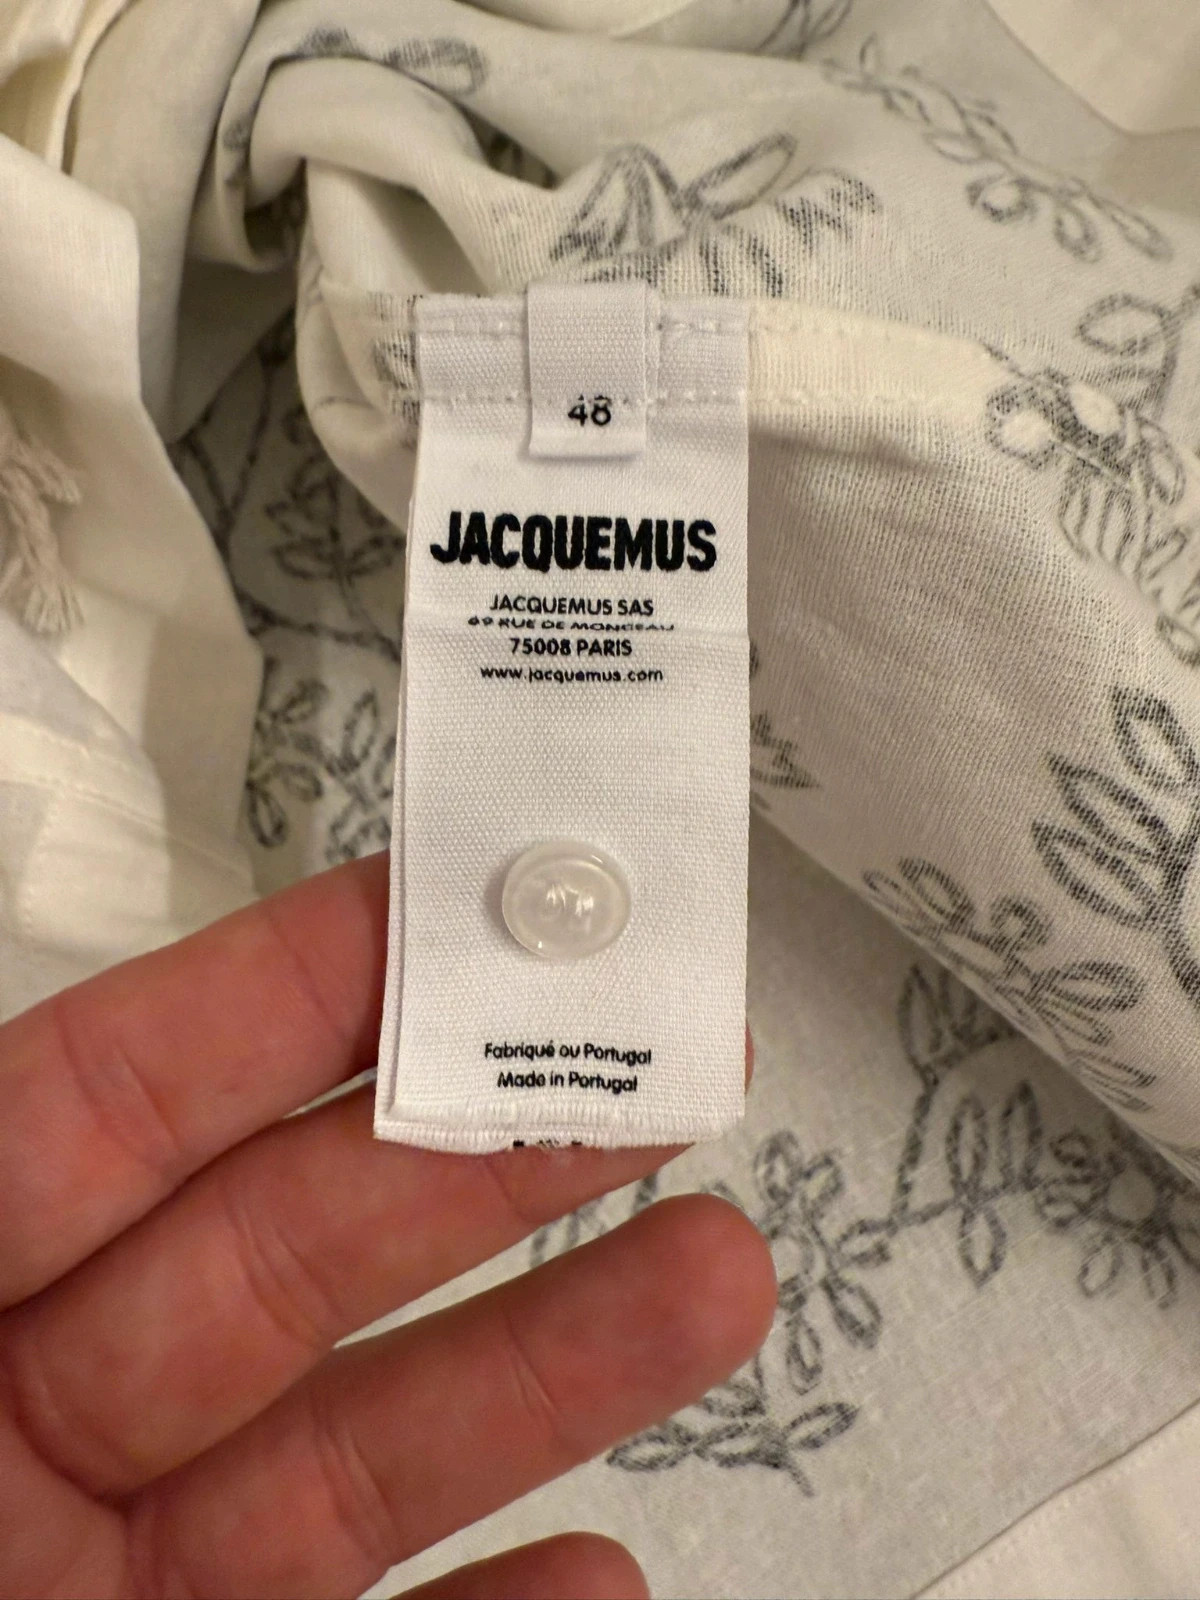 48
JACQUEMUS
JACQUEMUS SAS
69 RUE DE MONCEAU
75008 PARIS
www.jacquemus.com
Fabriqué au Portugal
Made in Portugal